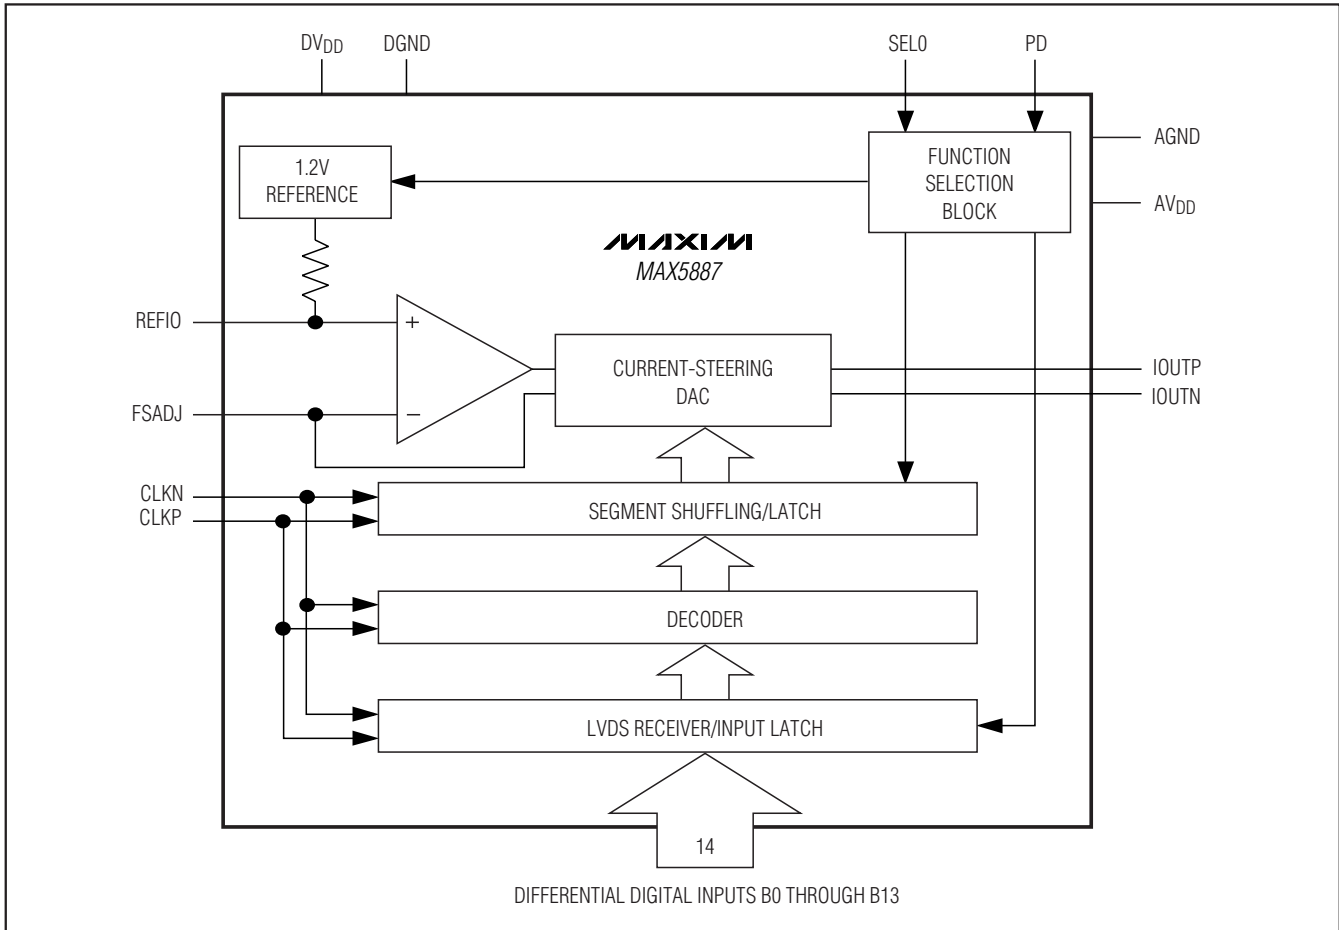 DVDD DGND SEL0 PD
1.2V
REFERENCE
FUNCTION
SELECTION
BLOCK
AGND
AVDD
MAXIM
MAX5887
REFIO
+
FSADJ
−
CURRENT-STEERING
DAC
IOUTP
IOUTN
CLKN
CLKP
SEGMENT SHUFFLING/LATCH
DECODER
LVDS RECEIVER/INPUT LATCH
14
DIFFERENTIAL DIGITAL INPUTS B0 THROUGH B13